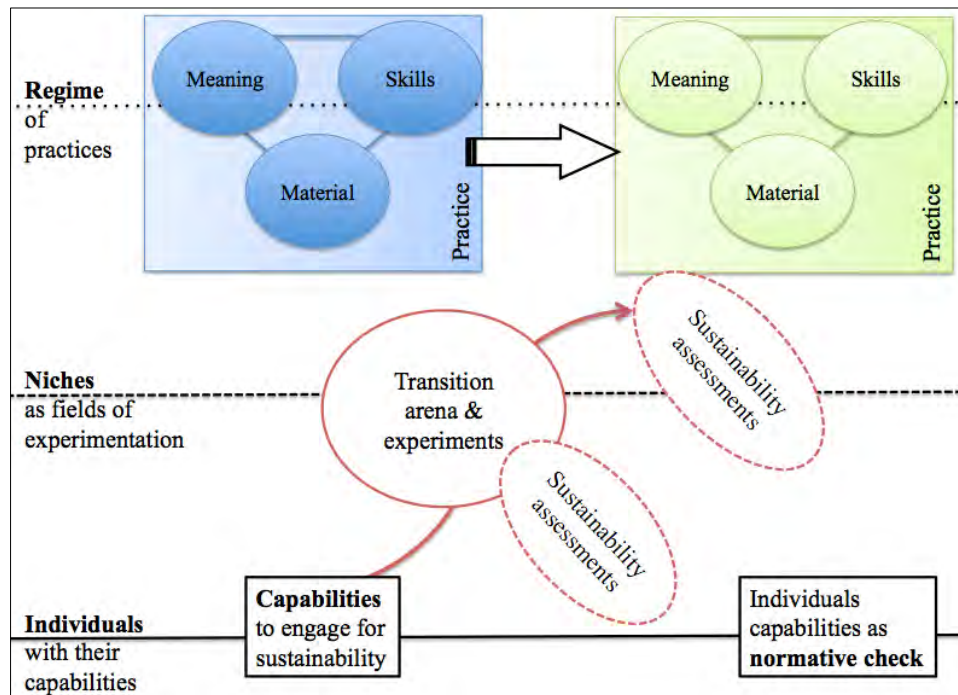 Meaning
Skills
Material
Practice
Meaning
Skills
Material
Practice
Regime
of
practices
Niches
as fields of
experimentation
Transition
arena &
experiments
Sustainability
assessments
Sustainability
assessments
Individuals
with their
capabilities
Capabilities
to engage for
sustainability
Individuals
capabilities as
normative check